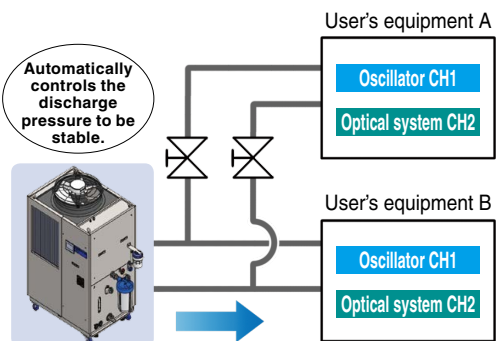 User's equipment A
Oscillator CH1
Optical system CH2
Automatically
controls the
discharge
pressure to be
stable.
User's equipment B
Oscillator CH1
Optical system CH2